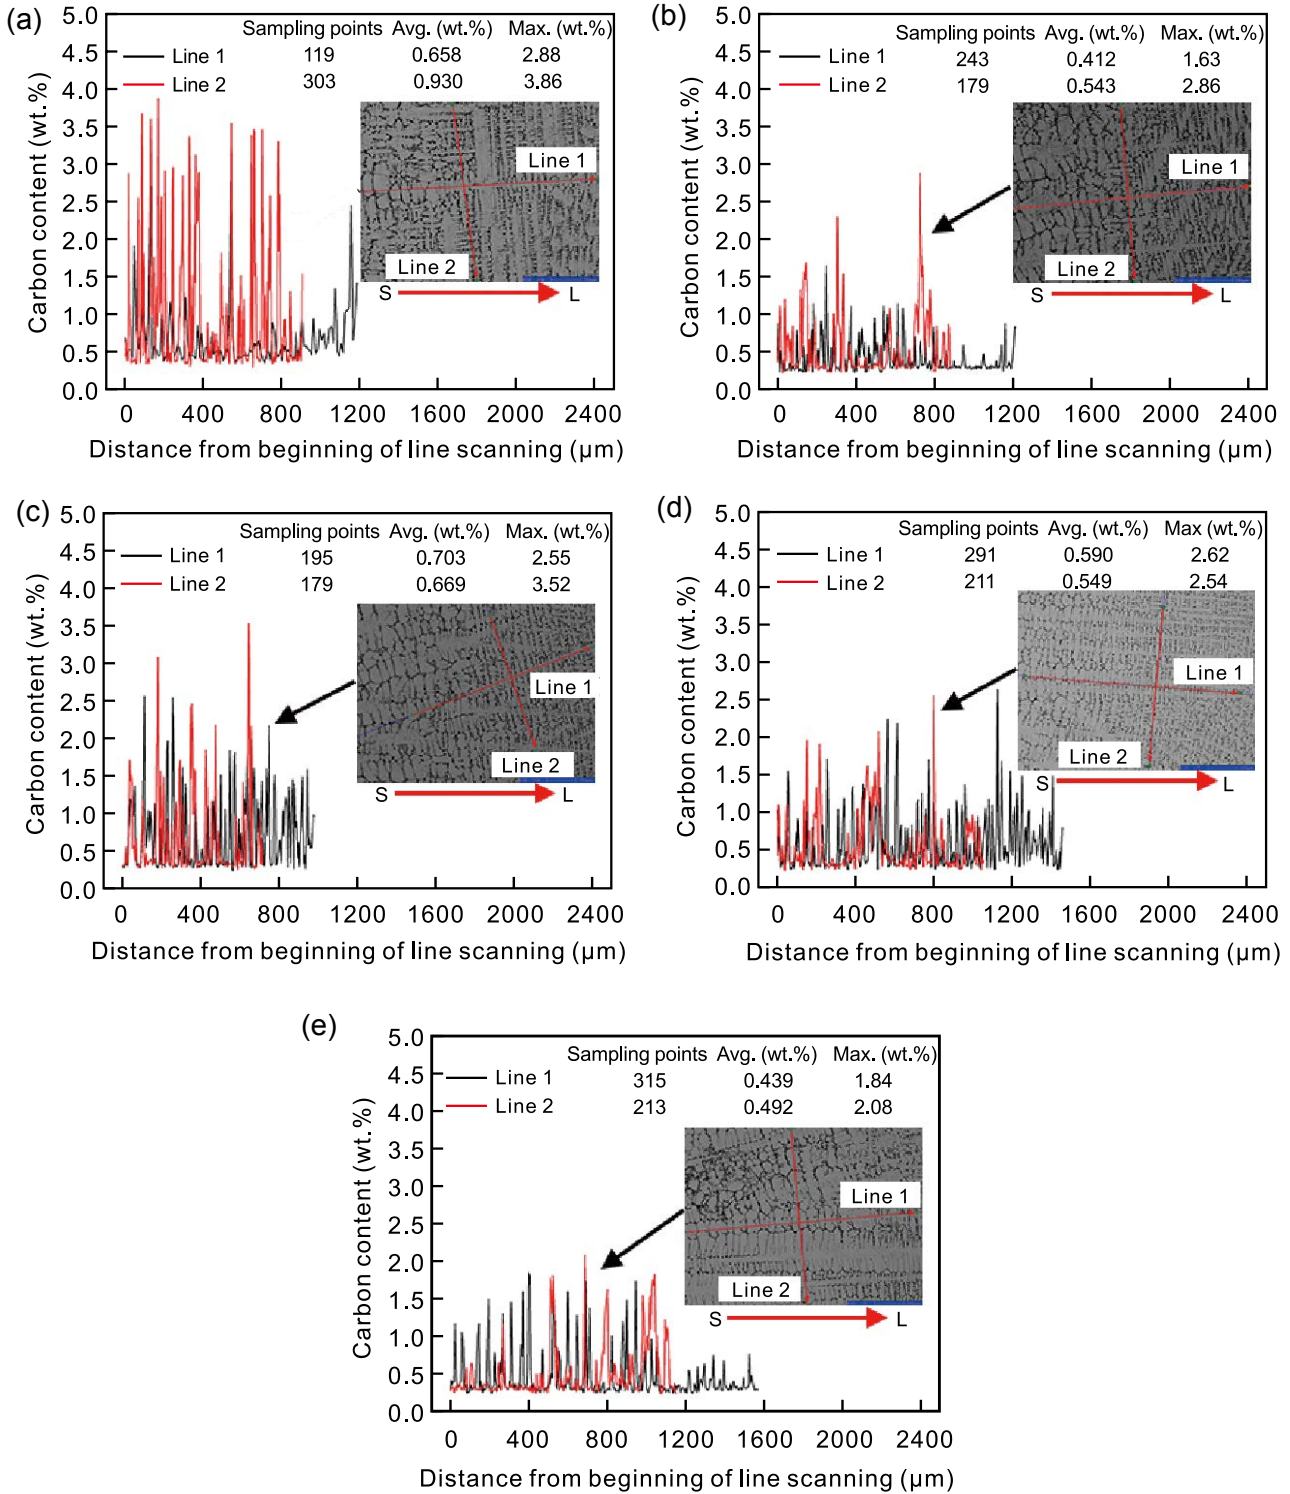 (a)
5.0
4.5
4.0
3.5
3.0
2.5
2.0
1.5
1.0
0.5
0.0
Carbon content (wt.%)
Sampling points Avg. (wt.%) Max. (wt.%)
Line 1 119 0.658 2.88
Line 2 303 0.930 3.86
Line 1
Line 2
S L
0 400 800 1200 1600 2000 2400
Distance from beginning of line scanning (µm)
(b)
5.0
4.5
4.0
3.5
3.0
2.5
2.0
1.5
1.0
0.5
0.0
Carbon content (wt.%)
Sampling points Avg. (wt.%) Max. (wt.%)
Line 1 243 0.412 1.63
Line 2 179 0.543 2.86
Line 1
Line 2
S L
0 400 800 1200 1600 2000 2400
Distance from beginning of line scanning (µm)
(c)
5.0
4.5
4.0
3.5
3.0
2.5
2.0
1.5
1.0
0.5
0.0
Carbon content (wt.%)
Sampling points Avg. (wt.%) Max. (wt.%)
Line 1 195 0.703 2.55
Line 2 179 0.669 3.52
Line 1
Line 2
S L
0 400 800 1200 1600 2000 2400
Distance from beginning of line scanning (µm)
(d)
5.0
4.5
4.0
3.5
3.0
2.5
2.0
1.5
1.0
0.5
0.0
Carbon content (wt.%)
Sampling points Avg. (wt.%) Max. (wt.%)
Line 1 291 0.590 2.62
Line 2 211 0.549 2.54
Line 1
Line 2
S L
0 400 800 1200 1600 2000 2400
Distance from beginning of line scanning (µm)
(e)
5.0
4.5
4.0
3.5
3.0
2.5
2.0
1.5
1.0
0.5
0.0
Carbon content (wt.%)
Sampling points Avg. (wt.%) Max. (wt.%)
Line 1 315 0.439 1.84
Line 2 213 0.492 2.08
Line 1
Line 2
S L
0 400 800 1200 1600 2000 2400
Distance from beginning of line scanning (µm)